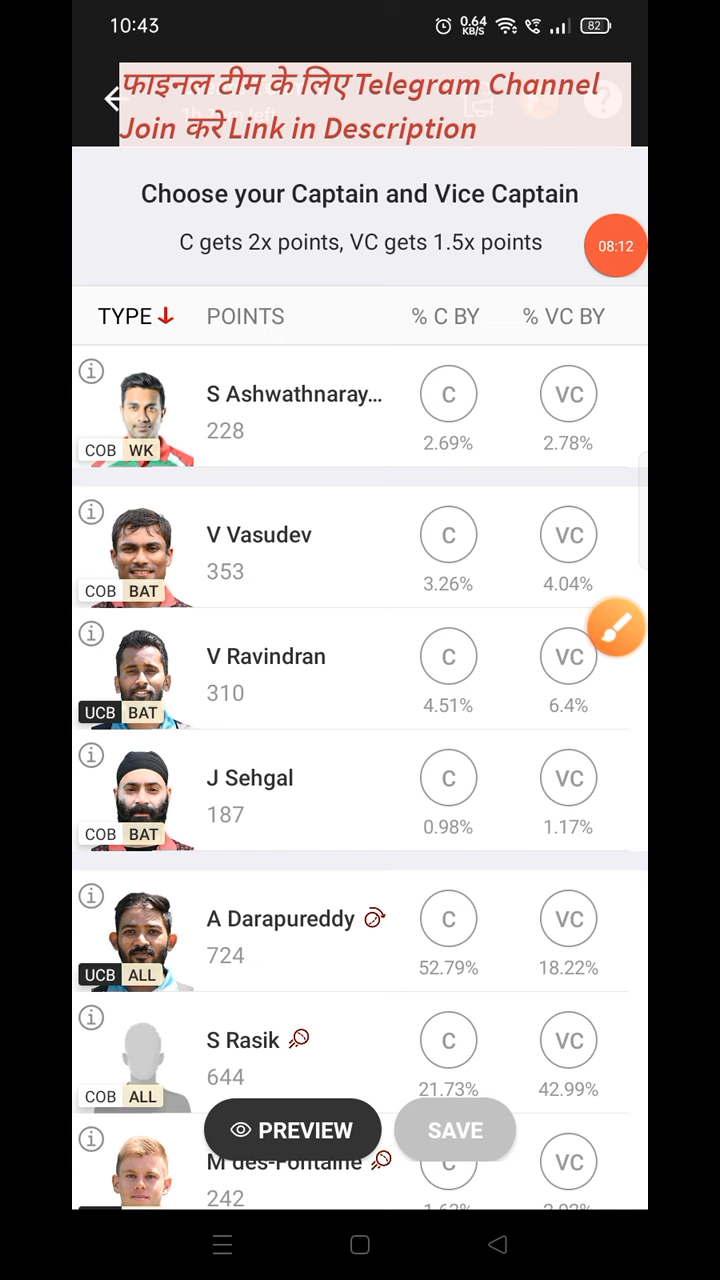 10:43
0.64
KB/S
82
फाइनल टीम के लिए Telegram Channel
Join करे Link in Description
Choose your Captain and Vice Captain
C gets 2x points, VC gets 1.5x points
08:12
TYPE POINTS % C BY % VC BY
S Ashwathnaray...
228
C VC
2.69% 2.78%
COB WK
V Vasudev
353
C VC
3.26% 4.04%
COB BAT
V Ravindran
310
C VC
4.51% 6.4%
UCB BAT
J Sehgal
187
C VC
0.98% 1.17%
COB BAT
A Darapureddy
724
C VC
52.79% 18.22%
UCB ALL
S Rasik
644
C VC
21.73% 42.99%
COB ALL
PREVIEW SAVE
M des-Fontaine
242
C VC